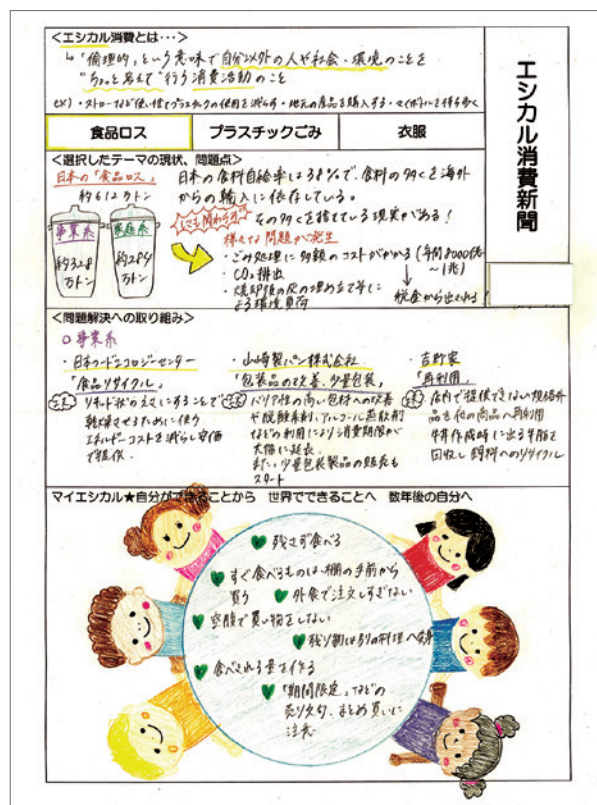 エシカル消費新聞
<エシカル消費とは・・・>
↳「倫理的」という意味で自分以外の人や社会・環境のことを
"ちょっと考えて"行う消費活動のこと
ex)・ストローなど使い捨てプラスチックの使用を減らす・地元の産品を購入する・マイボトルを持ち歩く
食品ロス
プラスチックごみ
衣服
<選択したテーマの現状、問題点>
日本の「食品ロス」
約612万トン
事業系
約328
万トン
家庭系
約284
万トン
日本の食料自給率は38%で、食料の多くを海外
からの輸入に依存している。
にも関わらず
その多くを捨てている現実がある!
様々な問題が発生
・ごみ処理に多額のコストがかかる(年間8000億
〜1兆)
・CO₂排出
税金から出される!
・焼却後の灰の埋め立て等に
よる環境負荷
<問題解決への取り組み>
○事業系
・日本フードエコロジーセンター
「食品リサイクル」
リキッド状のえさにすることで
乾燥させるために使う
エネルギーコストを減らし安価
で提供.
・山崎製パン株式会社
「包装品の改善、少量包装」
バリア性の高い包材への改善
や脱酸素剤、アルコール蒸散剤
などの利用により消費期限が
大幅に延長.
また、少量包装製品の販売も
スタート
・吉野家
「再利用」
店内で提供できない規格外
品を他の商品へ再利用
牛丼作成時に出る牛脂を
回収し飼料へのリサイクル
マイエシカル★自分ができることから 世界でできることへ 数年後の自分へ
残さず食べる
すぐ食べるものは、棚の手前から
買う
外食で注文しすぎない
空腹で買い物をしない
残り物は別の料理へ変身
食べきれる量を作る
「期間限定」などの
売り文句、まとめ買いに
注意